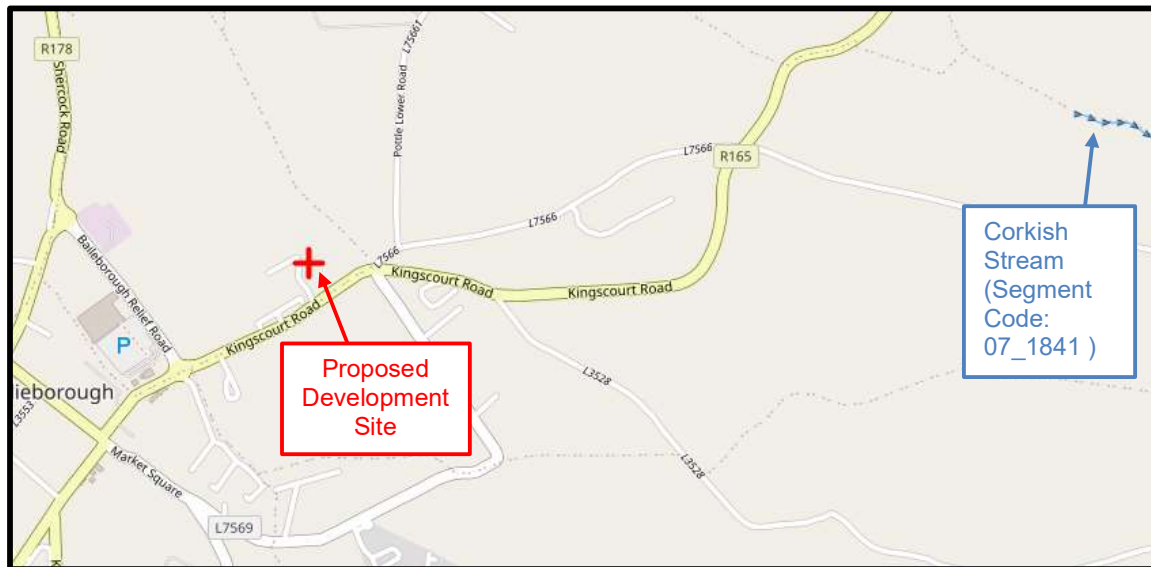 R178
Shercock Road
L75661
Pottle Lower Road
L7566
R165
L7566
L7566
Baileborough Relief Road
Kingscourt Road
Kingscourt Road
Kingscourt Road
P
lieborough
L3553
Market Square
L7569
L3528
L3528
Proposed
Development
Site
Corkish
Stream
(Segment
Code:
07_1841 )